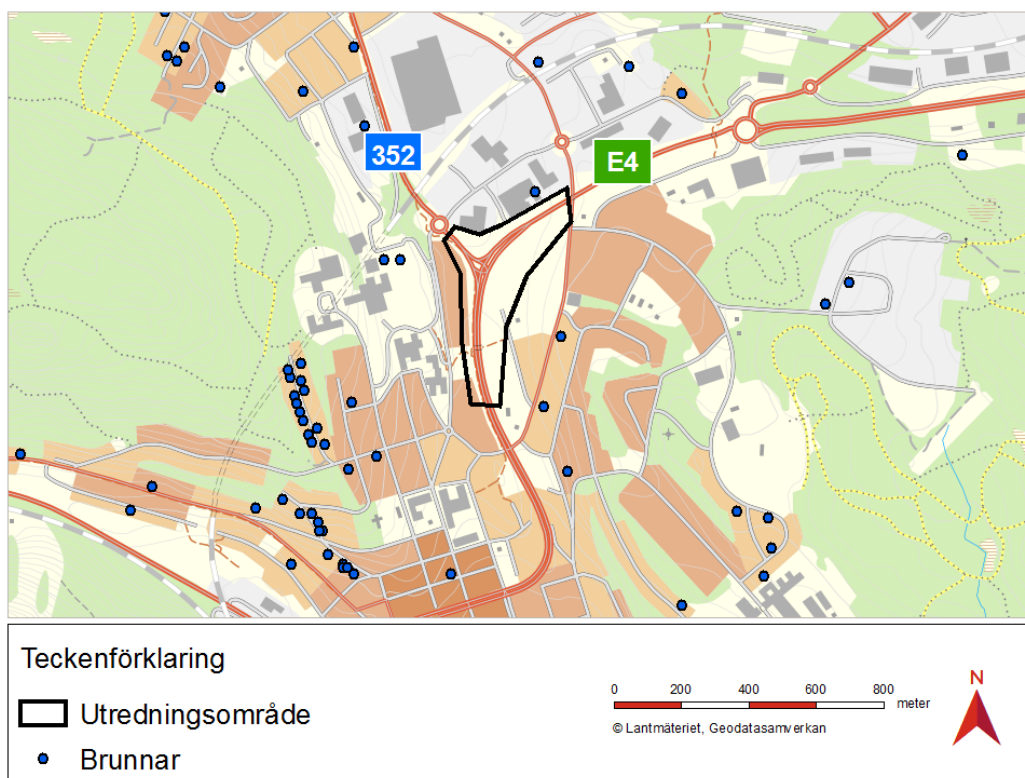 352
E4
Teckenförklaring
Utredningsområde
Brunnar
0 200 400 600 800
meter
© Lantmäteriet, Geodatasamverkan
N